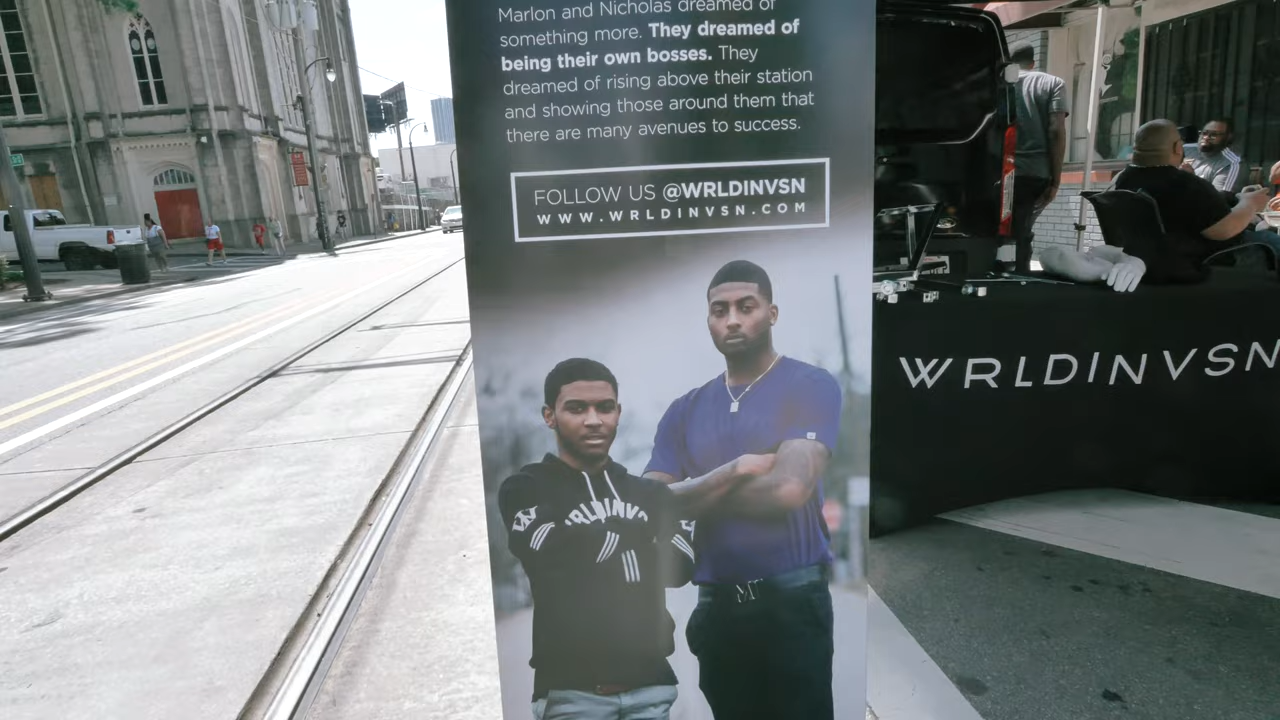 Marlon and Nicholas dreamed of
something more. They dreamed of
being their own bosses. They
dreamed of rising above their station
and showing those around them that
there are many avenues to success.
FOLLOW US @WRLDINVSN
WWW.WRLDINVSN.COM
WRLDINVSN